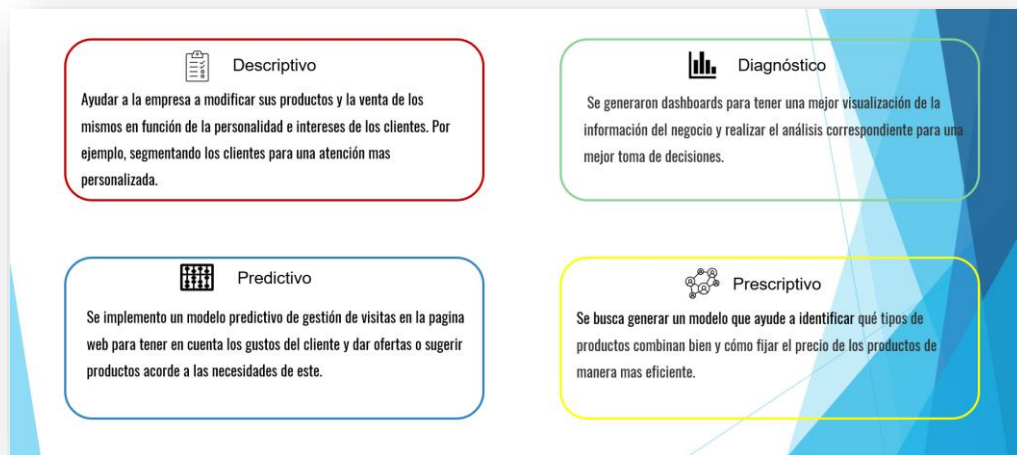 Descriptivo
Ayudar a la empresa a modificar sus productos y la venta de los
mismos en función de la personalidad e intereses de los clientes. Por
ejemplo, segmentando los clientes para una atención mas
personalizada.
Diagnóstico
Se generaron dashboards para tener una mejor visualización de la
información del negocio y realizar el análisis correspondiente para una
mejor toma de decisiones.
Predictivo
Se implemento un modelo predictivo de gestión de visitas en la pagina
web para tener en cuenta los gustos del cliente y dar ofertas o sugerir
productos acorde a las necesidades de este.
Prescriptivo
Se busca generar un modelo que ayude a identificar qué tipos de
productos combinan bien y cómo fijar el precio de los productos de
manera mas eficiente.